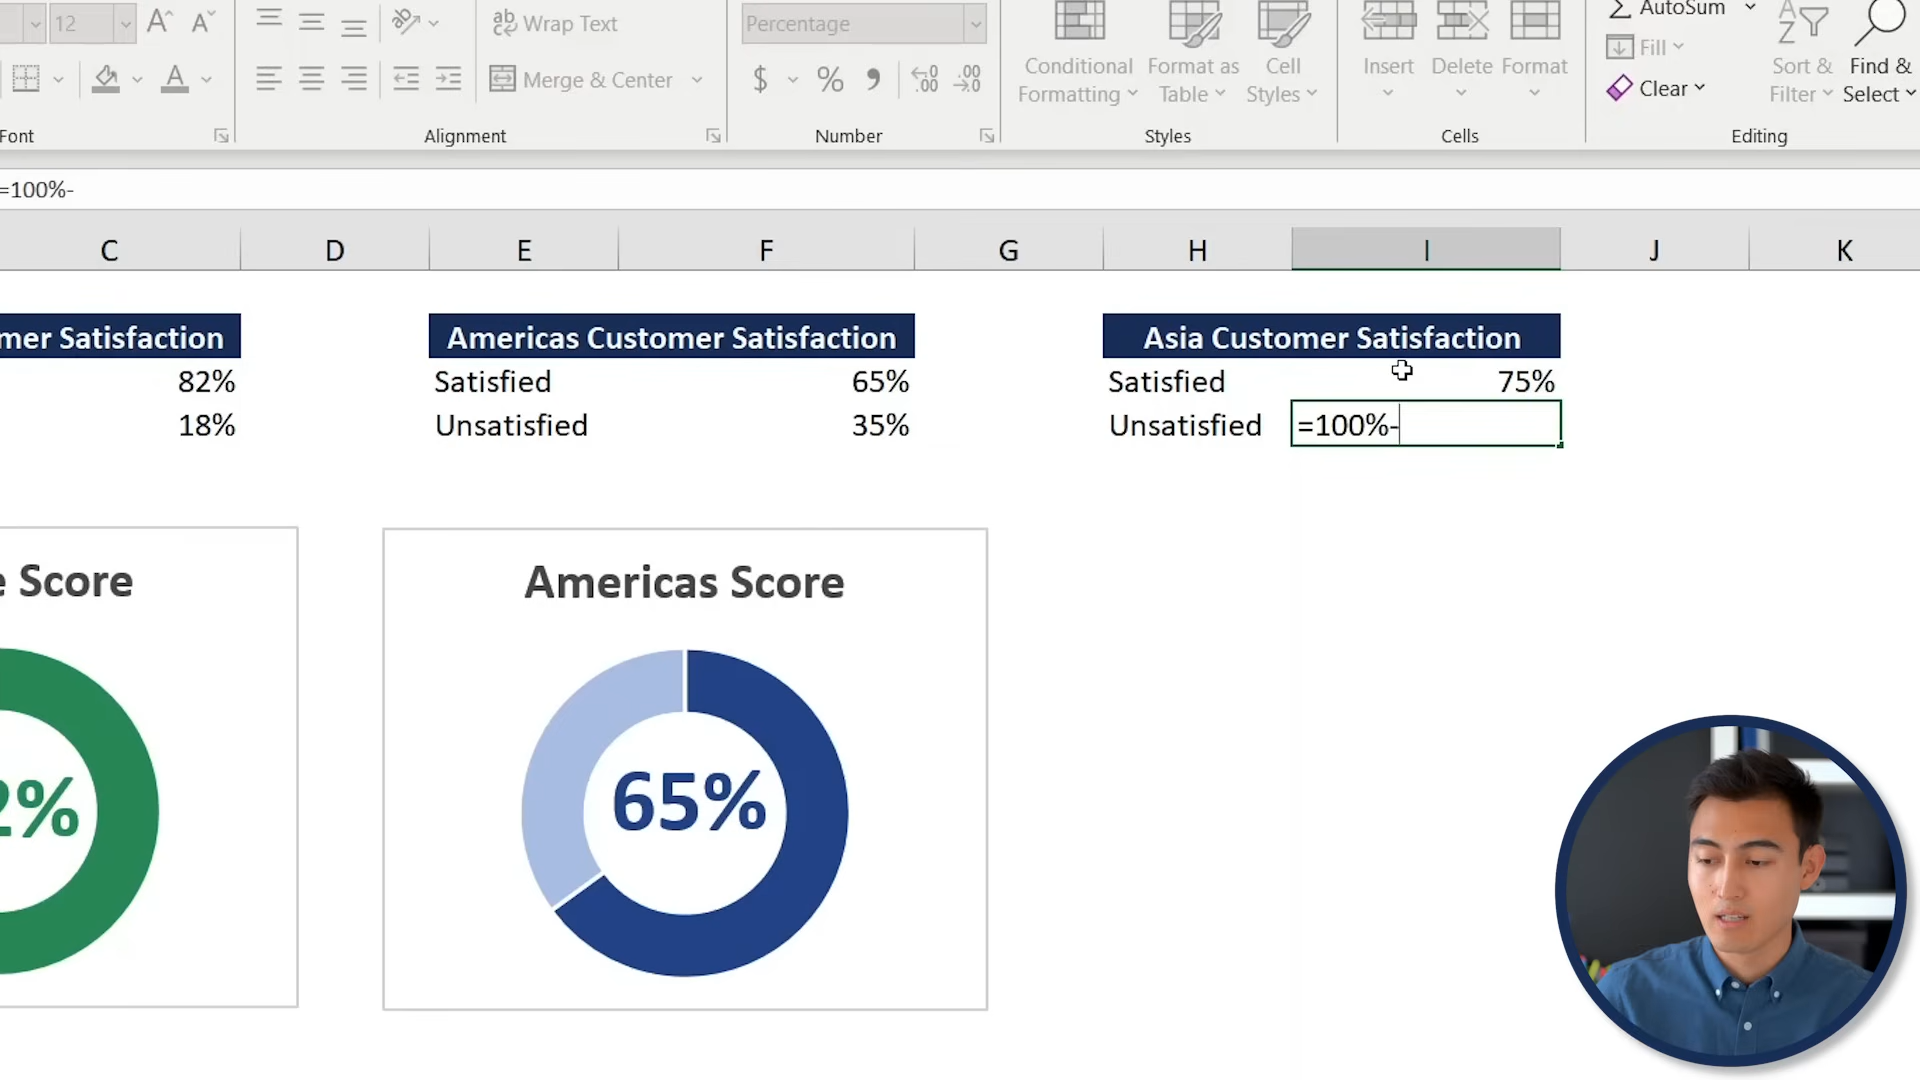 12
Wrap Text
Percentage
Merge & Center
$
%
Conditional Formatting
Format as Table
Cell Styles
Insert
Delete
Format
AutoSum
Fill
Clear
Sort & Filter
Find & Select
Font
Alignment
Number
Styles
Cells
Editing
=100%-
C D E F G H I J K
mer Satisfaction
82%
18%
Americas Customer Satisfaction
Satisfied 65%
Unsatisfied 35%
Asia Customer Satisfaction
Satisfied 75%
Unsatisfied =100%-
e Score
2%
Americas Score
65%